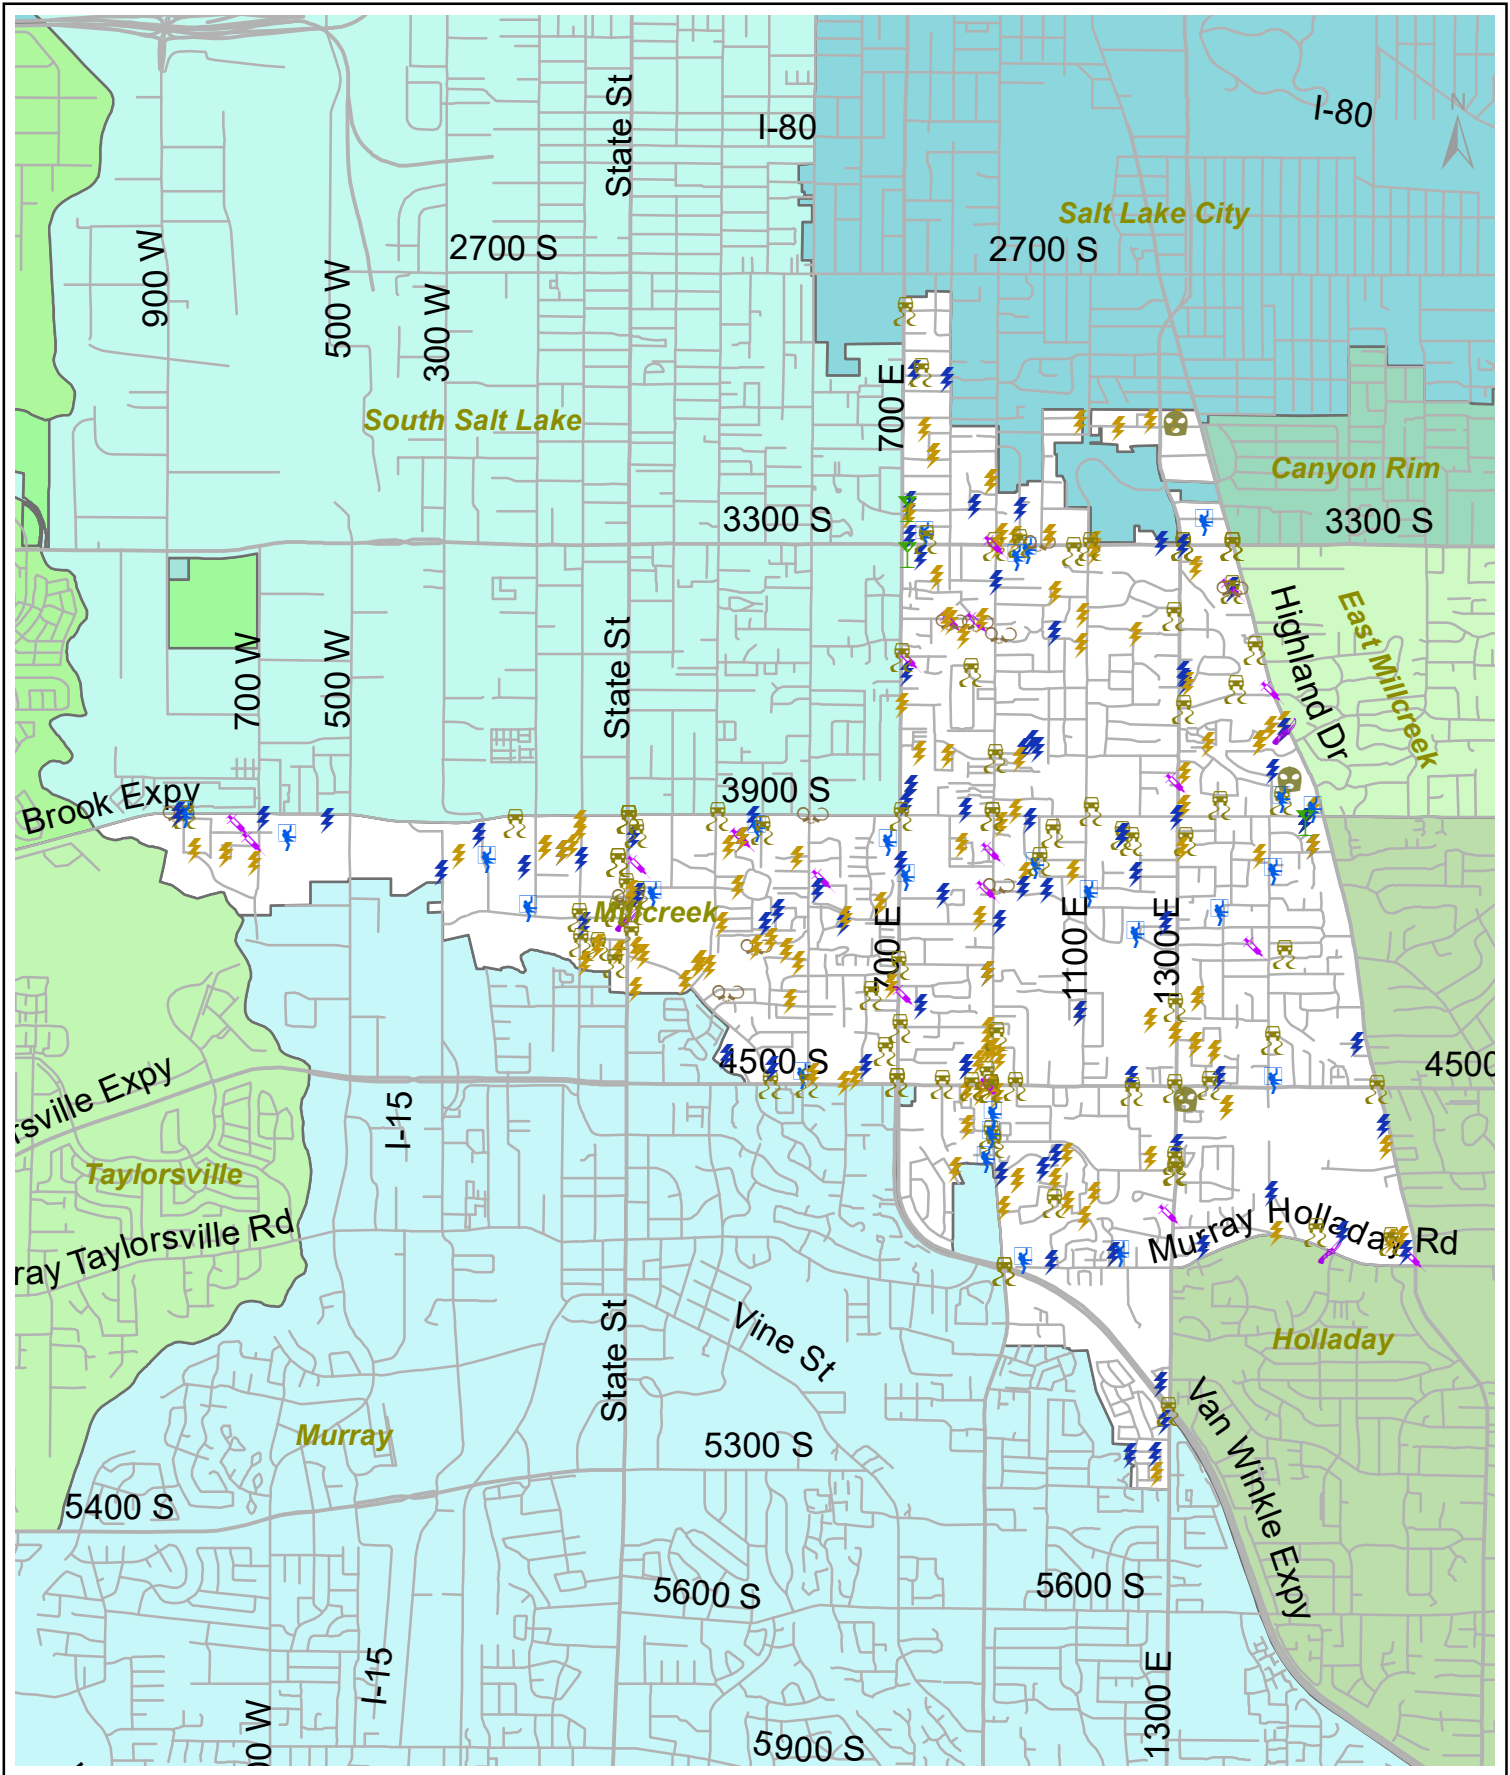 State St
I-80
I-80
N
Salt Lake City
900 W
2700 S
2700 S
500 W
300 W
700 E
South Salt Lake
Canyon Rim
3300 S
3300 S
Highland Dr
East Millcreek
700 W
500 W
State St
Brook Expy
3900 S
Millcreek
700 E
1100 E
1300 E
4500 S
4500
rsville Expy
I-15
Taylorsville
ray Taylorsville Rd
Murray Holladay Rd
State St
Vine St
Holladay
Murray
5300 S
Van Winkle Expy
5400 S
5600 S
5600 S
I-15
1300 E
00 W
5900 S